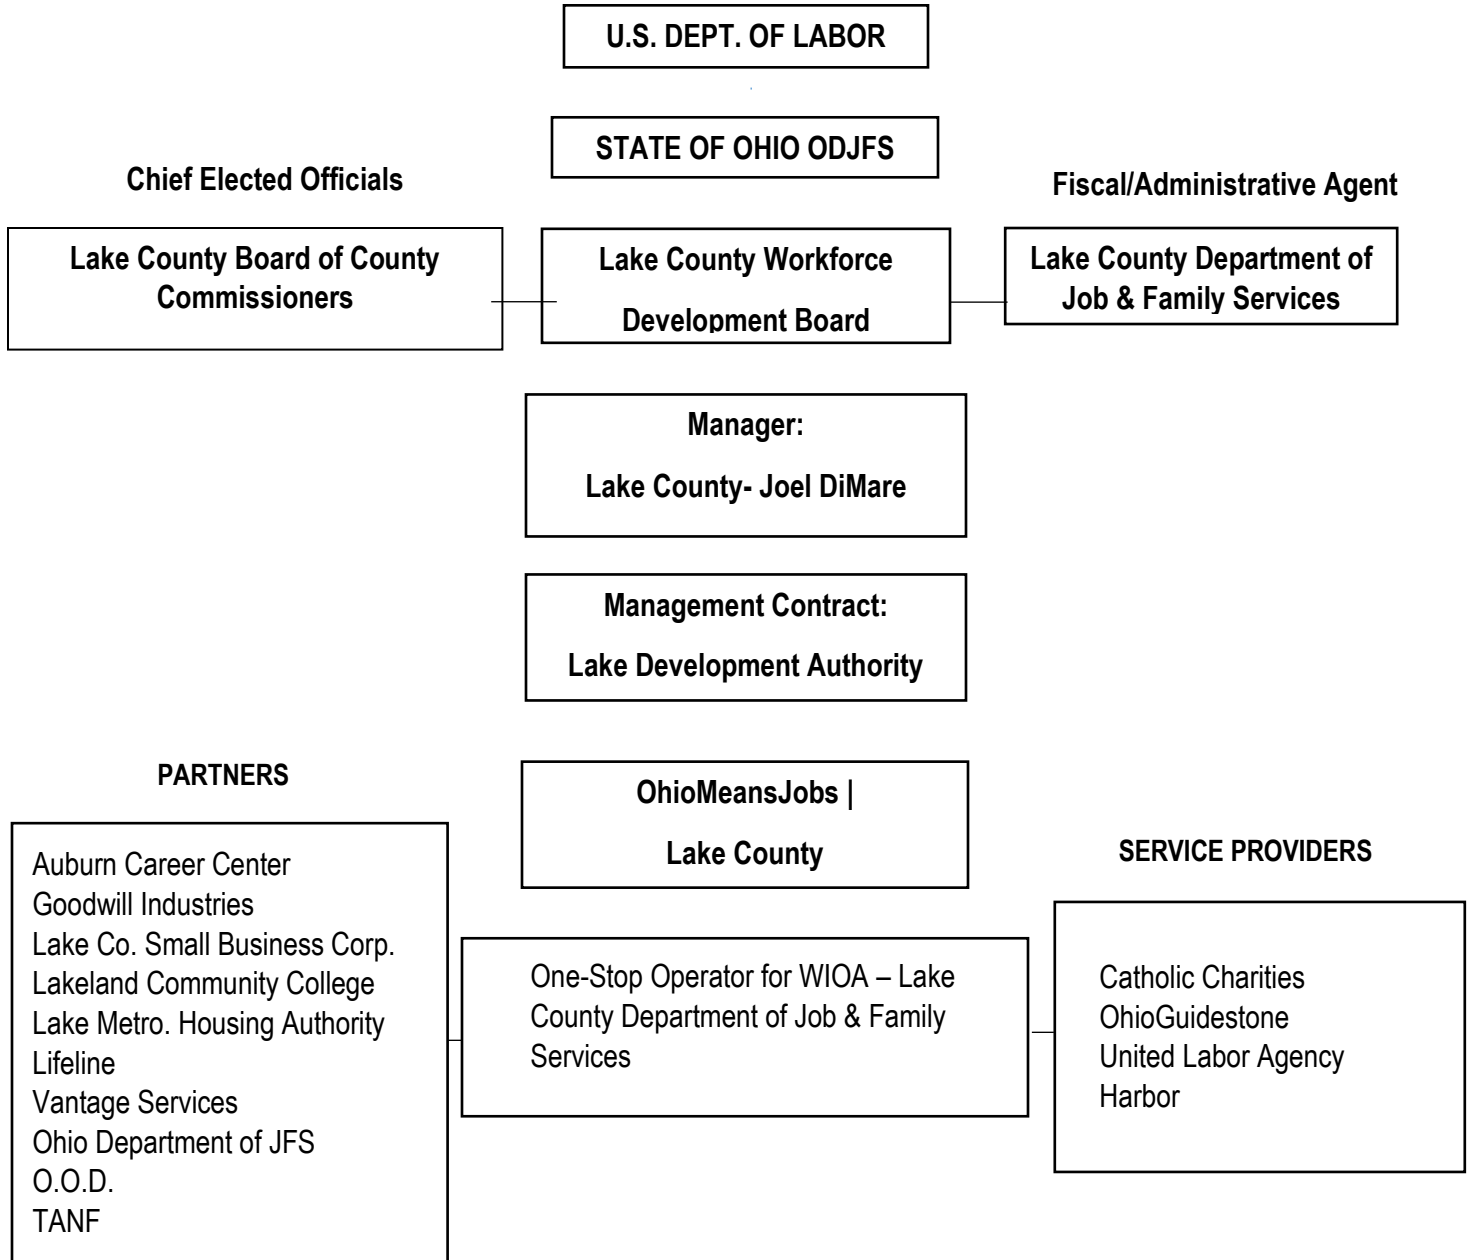 U.S. DEPT. OF LABOR
STATE OF OHIO ODJFS
Chief Elected Officials
Fiscal/Administrative Agent
Lake County Board of County
Commissioners
Lake County Workforce
Development Board
Lake County Department of
Job & Family Services
Manager:
Lake County- Joel DiMare
Management Contract:
Lake Development Authority
PARTNERS
OhioMeansJobs |
Lake County
SERVICE PROVIDERS
Auburn Career Center
Goodwill Industries
Lake Co. Small Business Corp.
Lakeland Community College
Lake Metro. Housing Authority
Lifeline
Vantage Services
Ohio Department of JFS
O.O.D.
TANF
One-Stop Operator for WIOA – Lake
County Department of Job & Family
Services
Catholic Charities
OhioGuidestone
United Labor Agency
Harbor